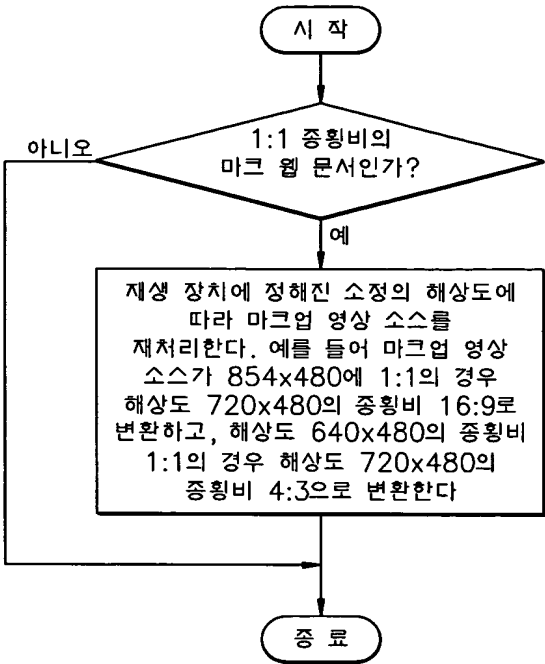 시 작
1:1 종횡비의
마크 웹 문서인가?
아니오
예
재생 장치에 정해진 소정의 해상도에
따라 마크업 영상 소스를
재처리한다. 예를 들어 마크업 영상
소스가 854x480에 1:1의 경우
해상도 720x480의 종횡비 16:9로
변환하고, 해상도 640x480의 종횡비
1:1의 경우 해상도 720x480의
종횡비 4:3으로 변환한다
종 료